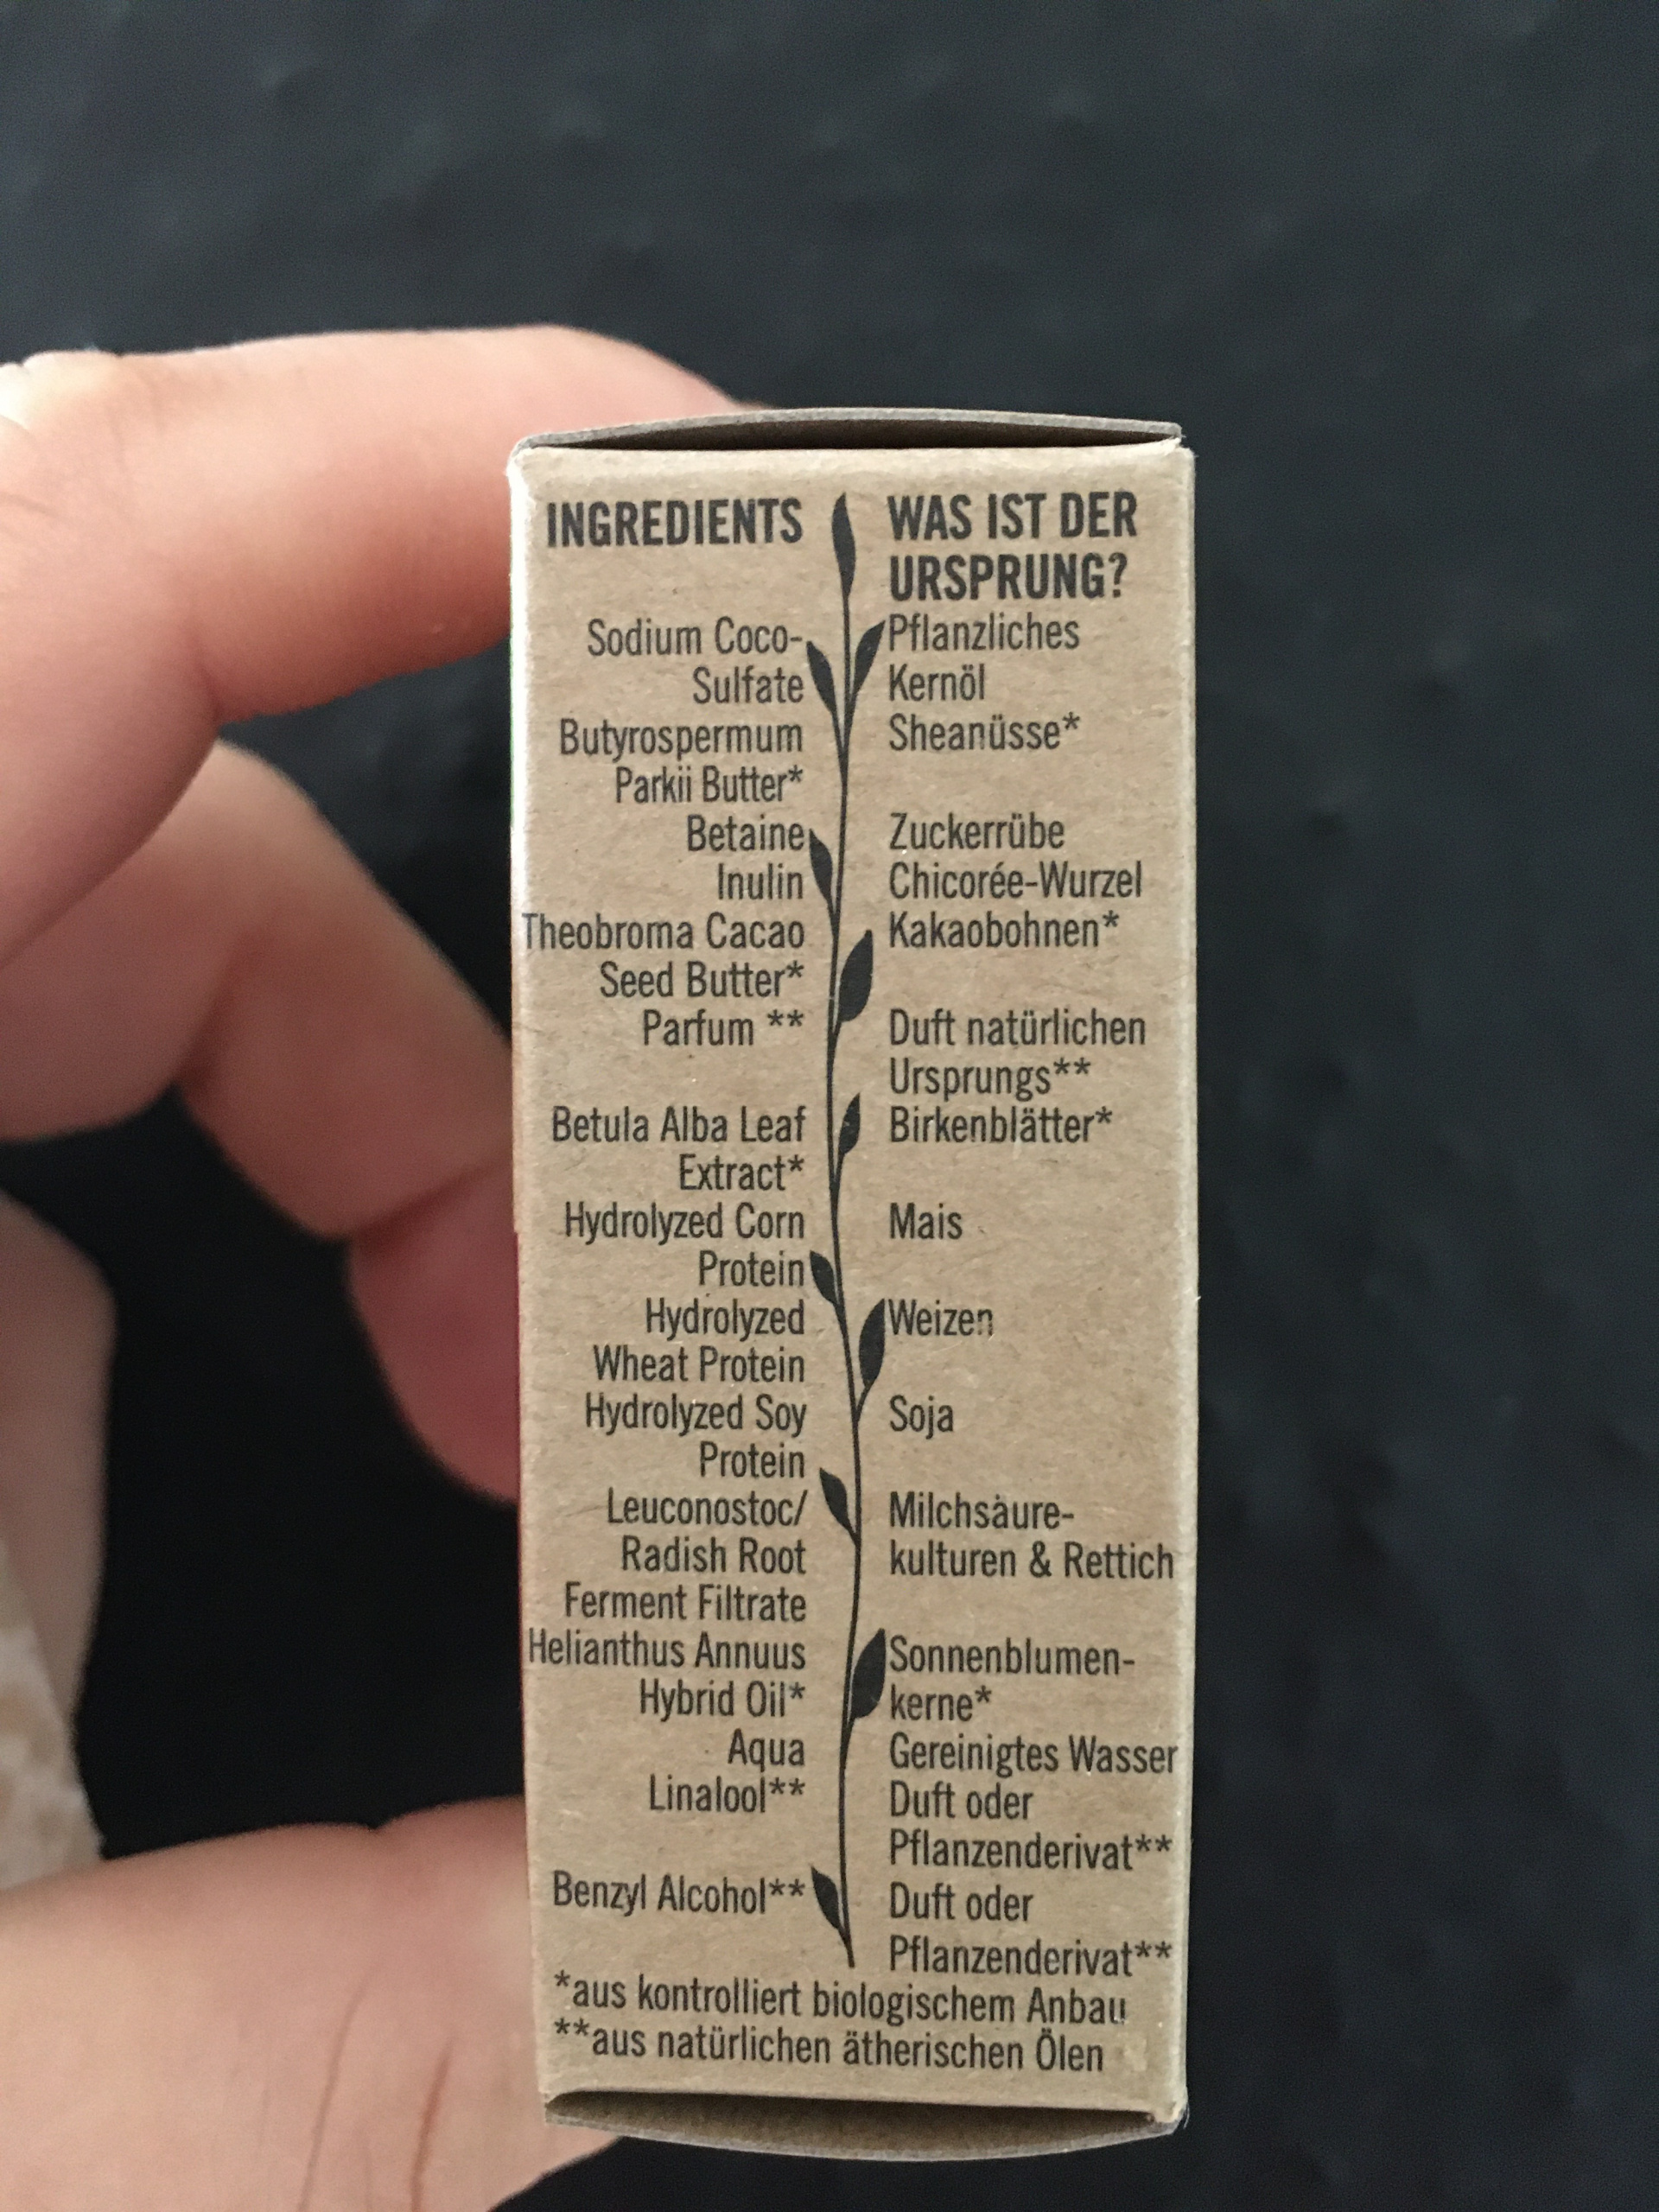 INGREDIENTS
Sodium Coco-
Sulfate
Butyrospermum
Parkii Butter*
Betaine
Inulin
Theobroma Cacao
Seed Butter*
Parfum **
Betula Alba Leaf
Extract*
Hydrolyzed Corn
Protein
Hydrolyzed
Wheat Protein
Hydrolyzed Soy
Protein
Leuconostoc/
Radish Root
Ferment Filtrate
Helianthus Annuus
Hybrid Oil*
Aqua
Linalool**
Benzyl Alcohol**
WAS IST DER
URSPRUNG?
Pflanzliches
Kernöl
Sheanüsse*
Zuckerrübe
Chicorée-Wurzel
Kakaobohnen*
Duft natürlichen
Ursprungs**
Birkenblätter*
Mais
Weizen
Soja
Milchsäure-
kulturen & Rettich
Sonnenblumen-
kerne*
Gereinigtes Wasser
Duft oder
Pflanzenderivat**
Duft oder
Pflanzenderivat**
*aus kontrolliert biologischem Anbau
**aus natürlichen ätherischen Ölen